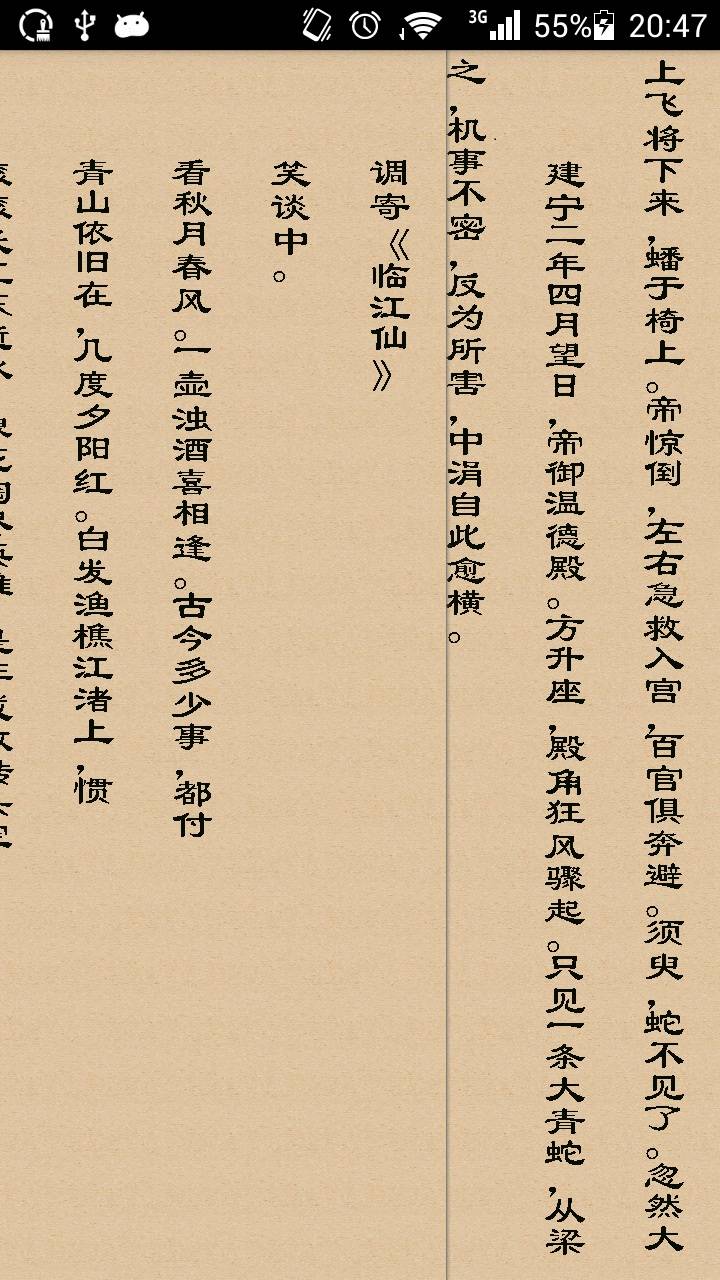 3G 55% 20:47
青山依旧在，几度夕阳红。白发渔樵江渚上，惯
看秋月春风。一壶浊酒喜相逢。古今多少事，都付
笑谈中。
调寄《临江仙》
之，机事不密，反为所害，中涓自此愈横。
建宁二年四月望日，帝御温德殿。方升座，殿角狂风骤起。只见一条大青蛇，从梁
上飞将下来，蟠于椅上。帝惊倒，左右急救入宫，百官俱奔避。须臾，蛇不见了。忽然大